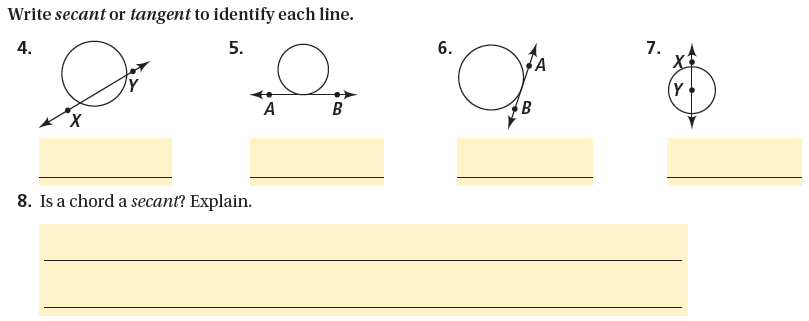 Write secant or tangent to identify each line.
4. 5. 6. 7.
Y X
A B
A B
X Y
8. Is a chord a secant? Explain.